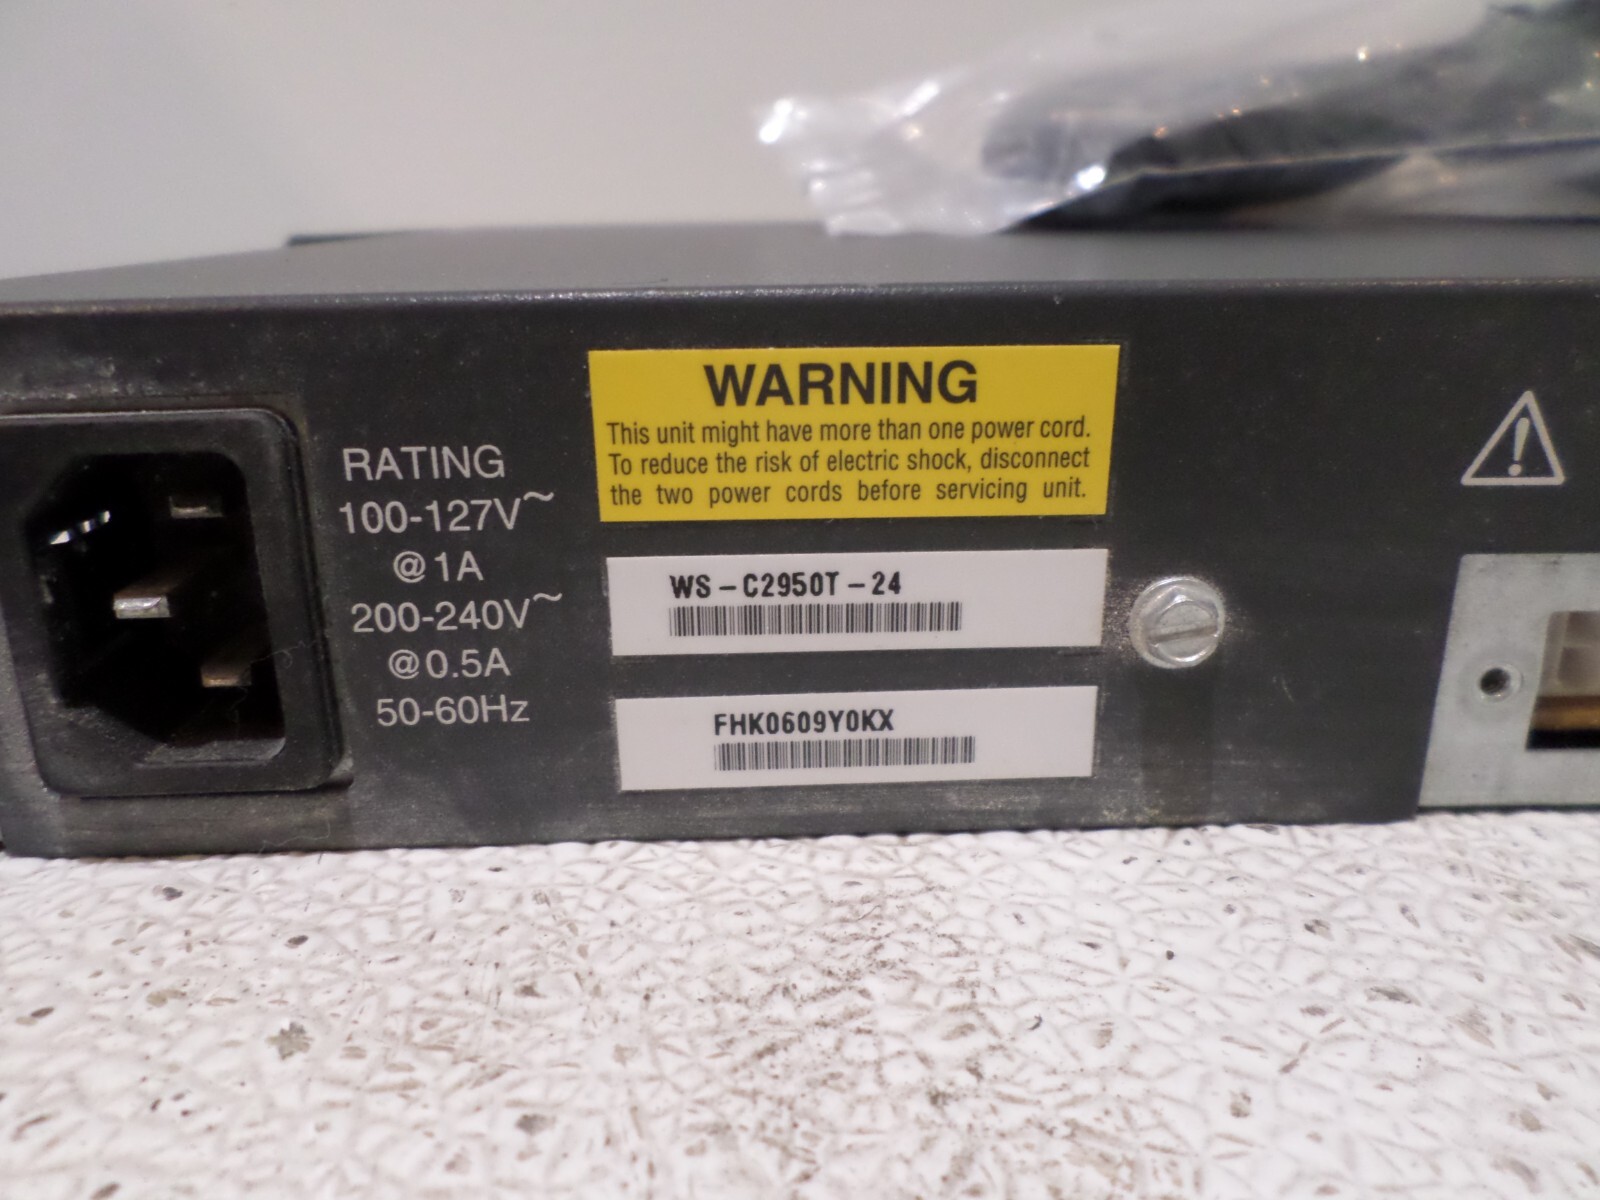 RATING
100-127V~
@1A
200-240V~
@0.5A
50-60Hz
WARNING
This unit might have more than one power cord.
To reduce the risk of electric shock, disconnect
the two power cords before servicing unit.
WS-C2950T-24
FHK0609Y0KX